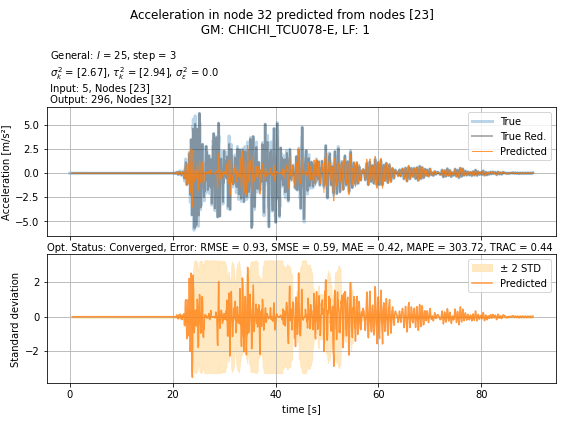 Acceleration in node 32 predicted from nodes [23]
GM: CHICHI_TCU078-E, LF: 1
General: l = 25, step = 3
σ²ₖ = [2.67], τ²ₖ = [2.94], σ²ε = 0.0
Input: 5, Nodes [23]
Output: 296, Nodes [32]
True
True Red.
Predicted
Acceleration [m/s²]
5.0
2.5
0.0
−2.5
−5.0
Opt. Status: Converged, Error: RMSE = 0.93, SMSE = 0.59, MAE = 0.42, MAPE = 303.72, TRAC = 0.44
± 2 STD
Predicted
Standard deviation
2
0
−2
0 20 40 60 80
time [s]